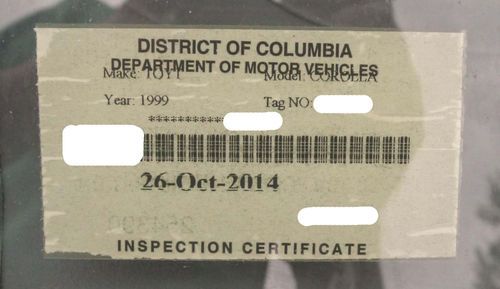 DISTRICT OF COLUMBIA
DEPARTMENT OF MOTOR VEHICLES
Make: TOYT Model: COROLLA
Year: 1999 Tag NO:
**********
26-Oct-2014
INSPECTION CERTIFICATE